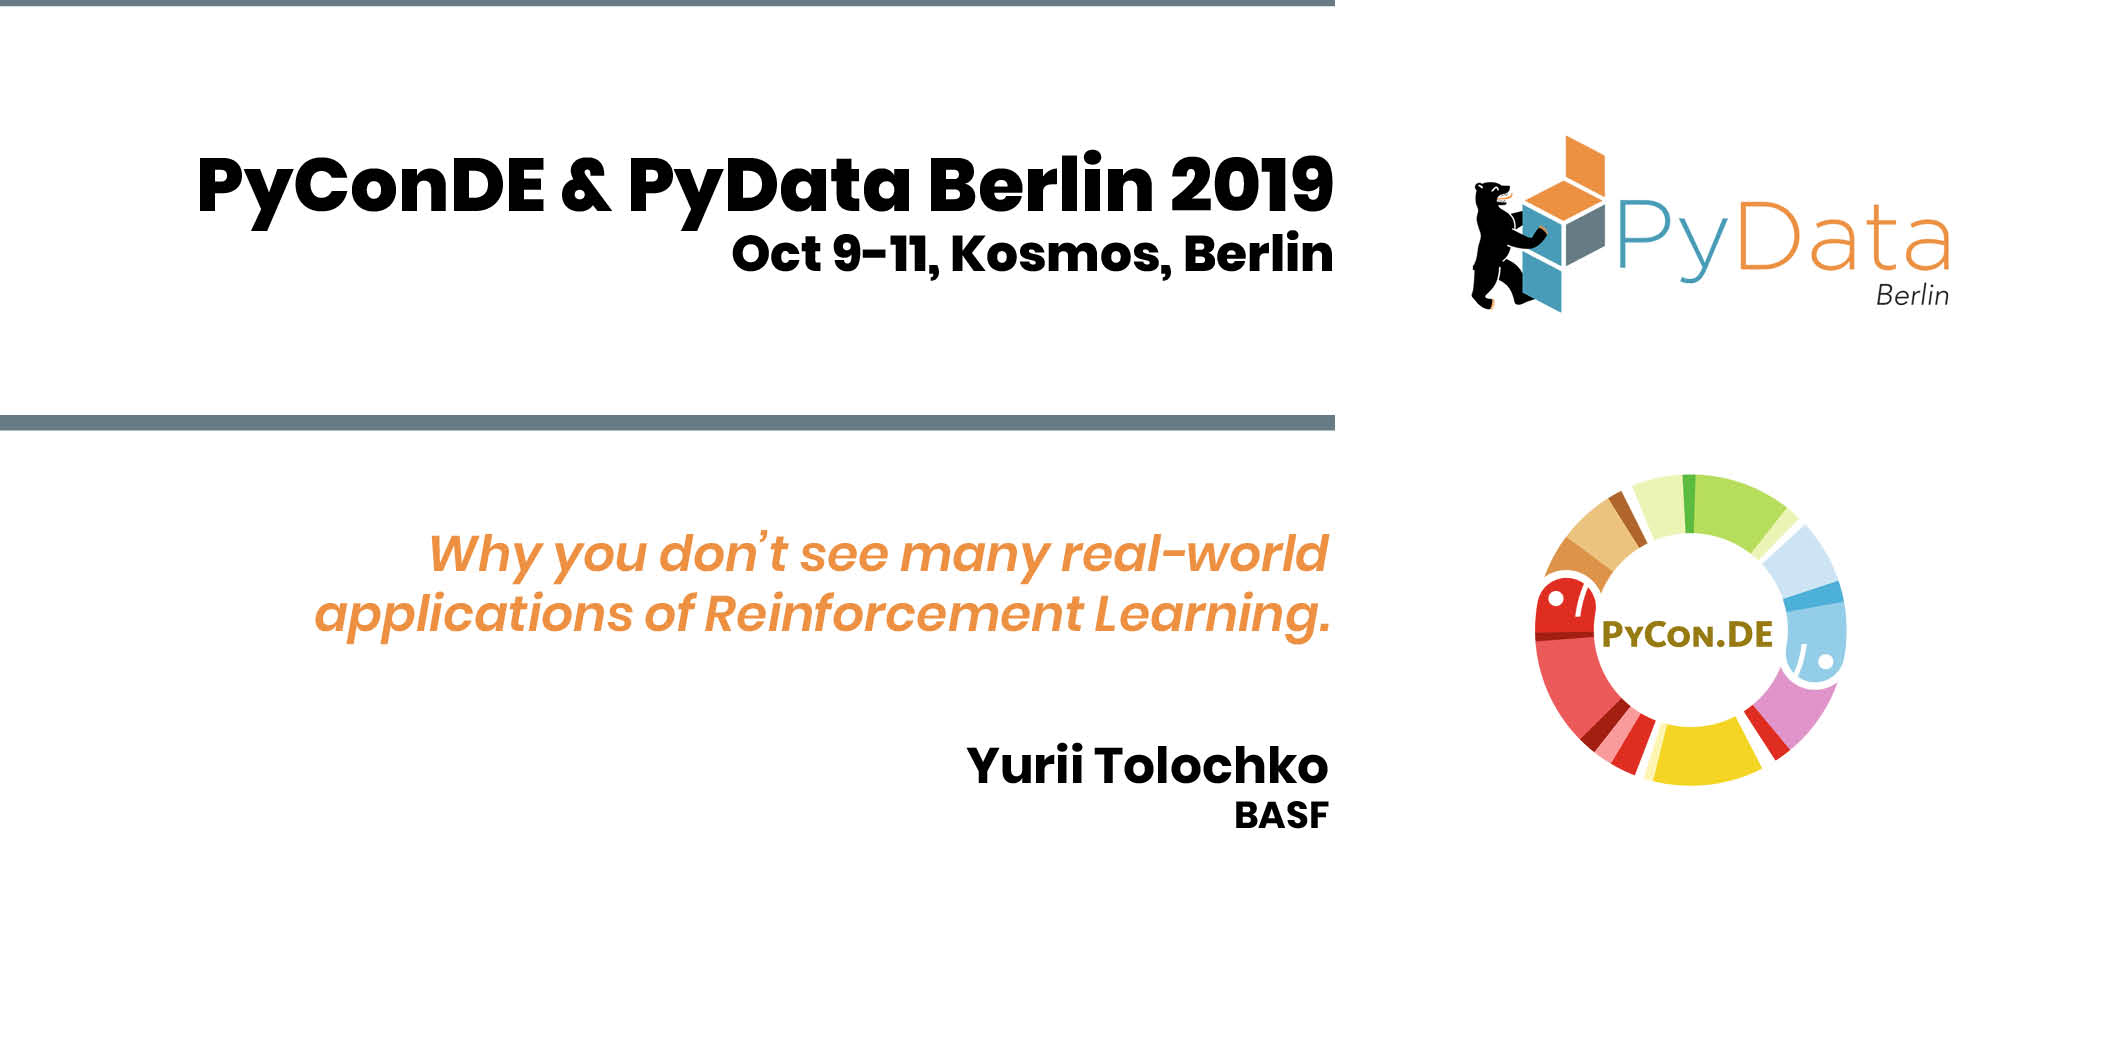 PyConDE & PyData Berlin 2019
Oct 9-11, Kosmos, Berlin
PyData
Berlin
Why you don’t see many real-world
applications of Reinforcement Learning.
PyCon.DE
Yurii Tolochko
BASF